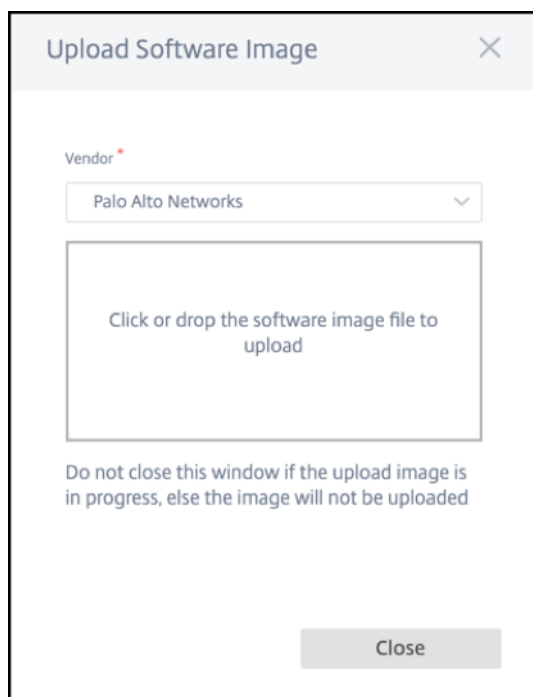 Upload Software Image
Vendor *
Palo Alto Networks
Click or drop the software image file to
upload
Do not close this window if the upload image is
in progress, else the image will not be uploaded
Close